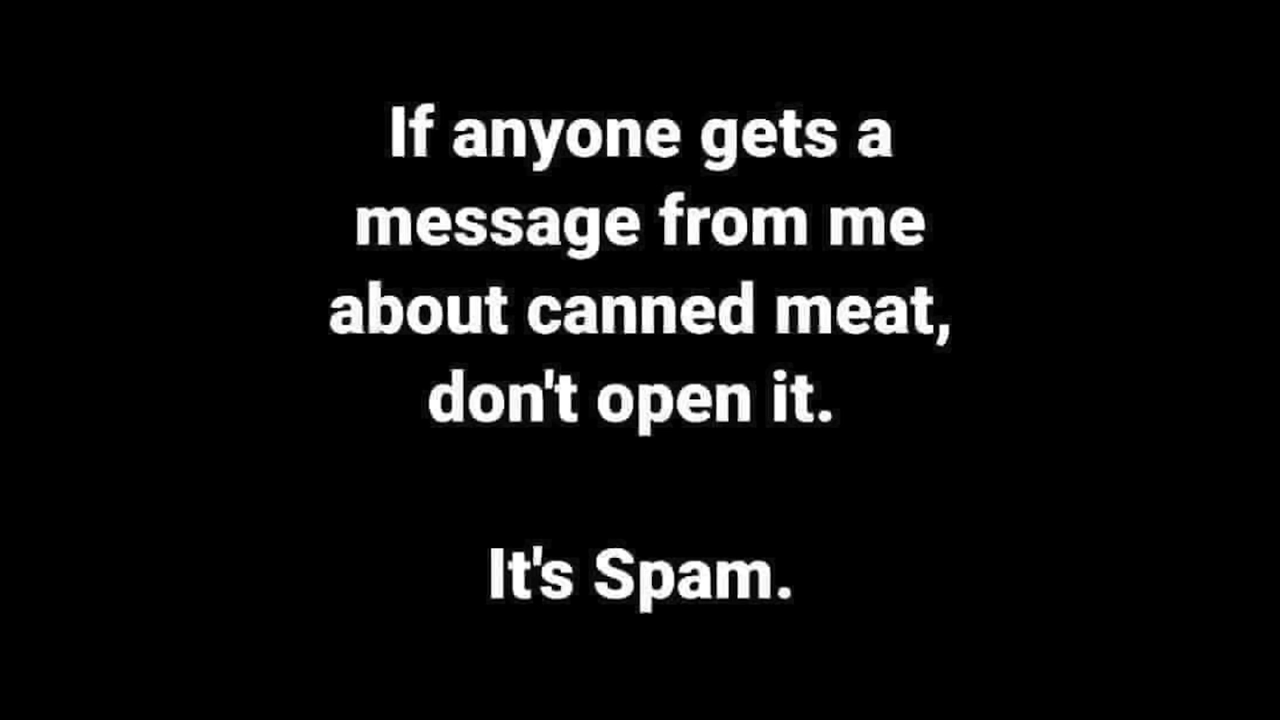 If anyone gets a
message from me
about canned meat,
don't open it.
It's Spam.